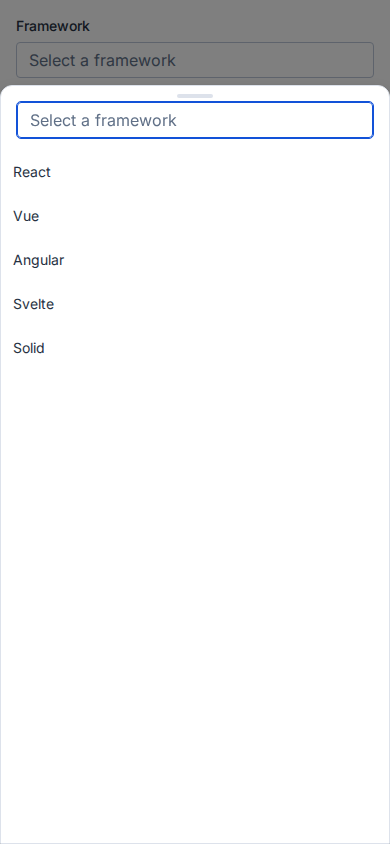 Framework
Select a framework
Select a framework
React
Vue
Angular
Svelte
Solid